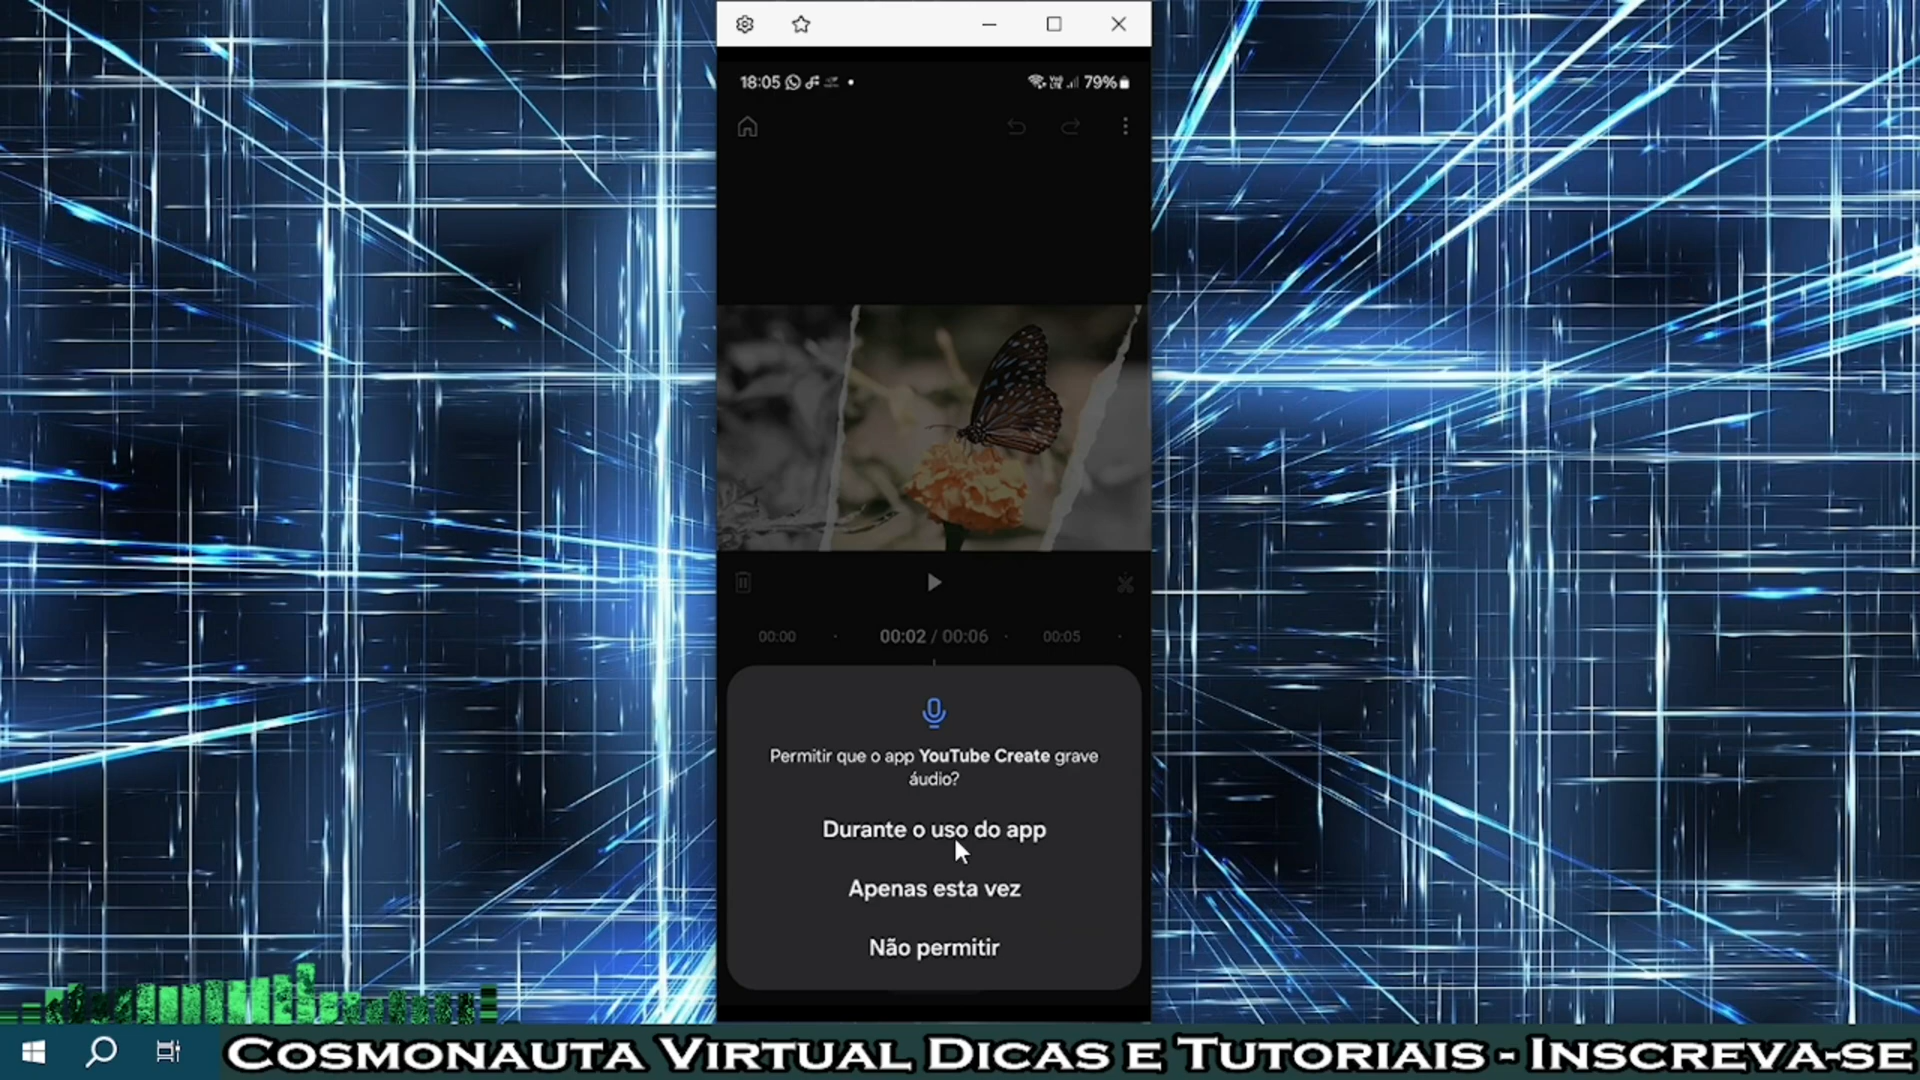 18:05
79%
00:00
00:02 / 00:06
00:05
Permitir que o app YouTube Create grave
áudio?
Durante o uso do app
Apenas esta vez
Não permitir
Cosmonauta Virtual Dicas e Tutoriais - Inscreva-se